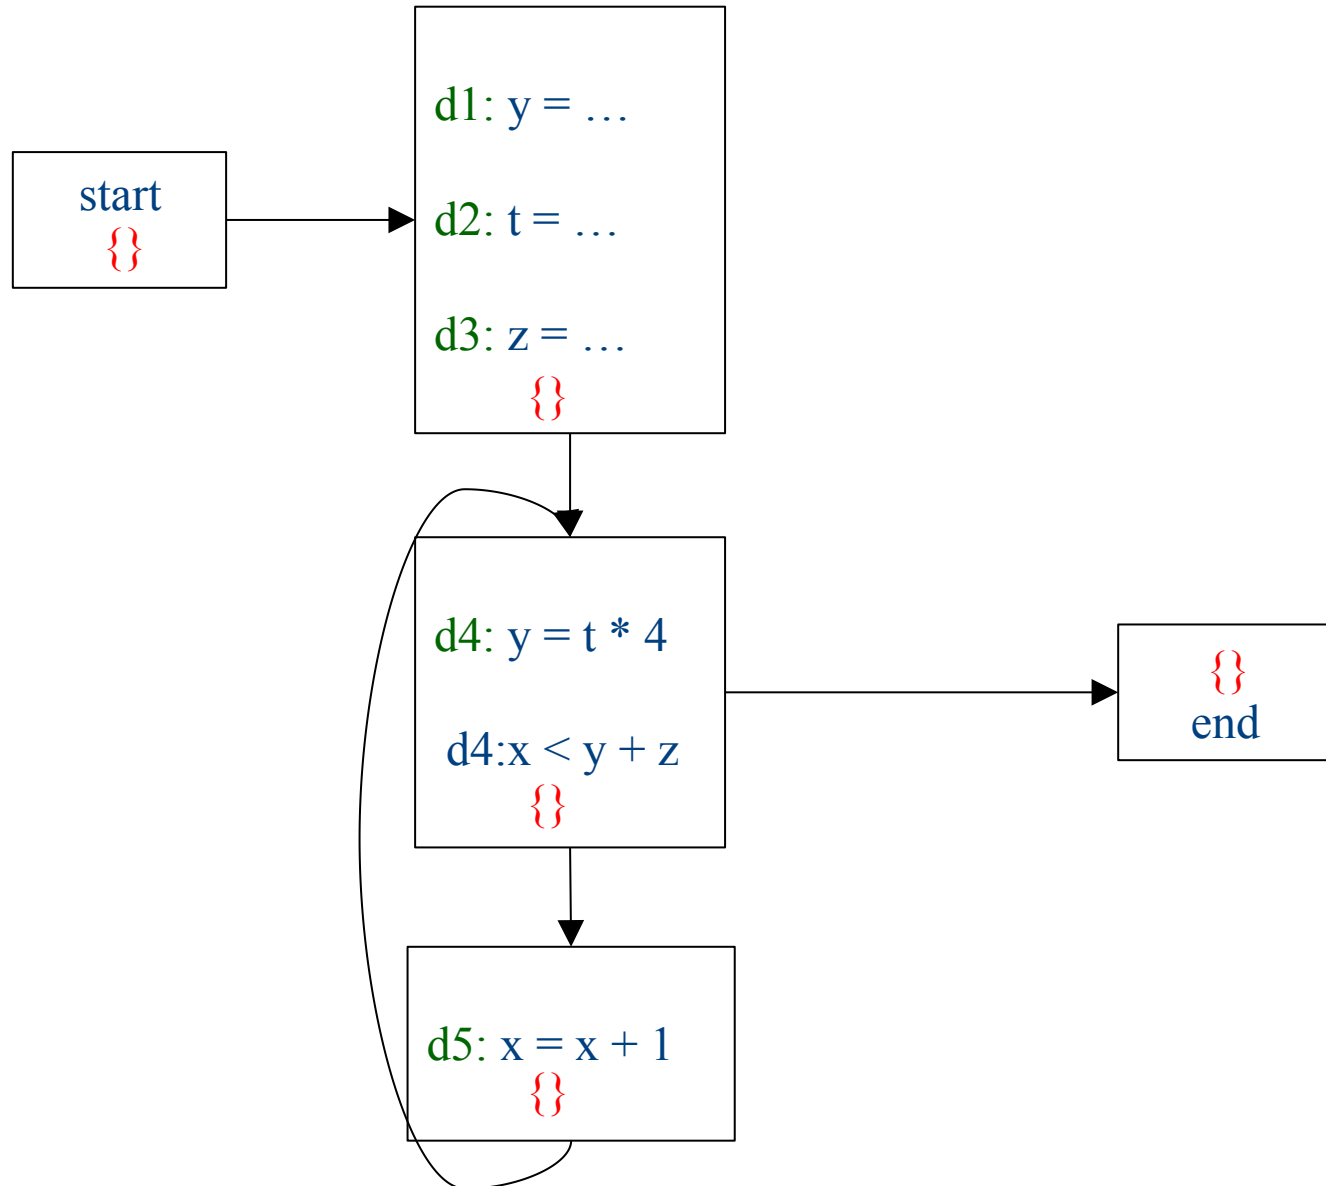 start
{}
d1: y = …
d2: t = …
d3: z = …
{}
d4: y = t * 4
d4:x < y + z
{}
{}
end
d5: x = x + 1
{}